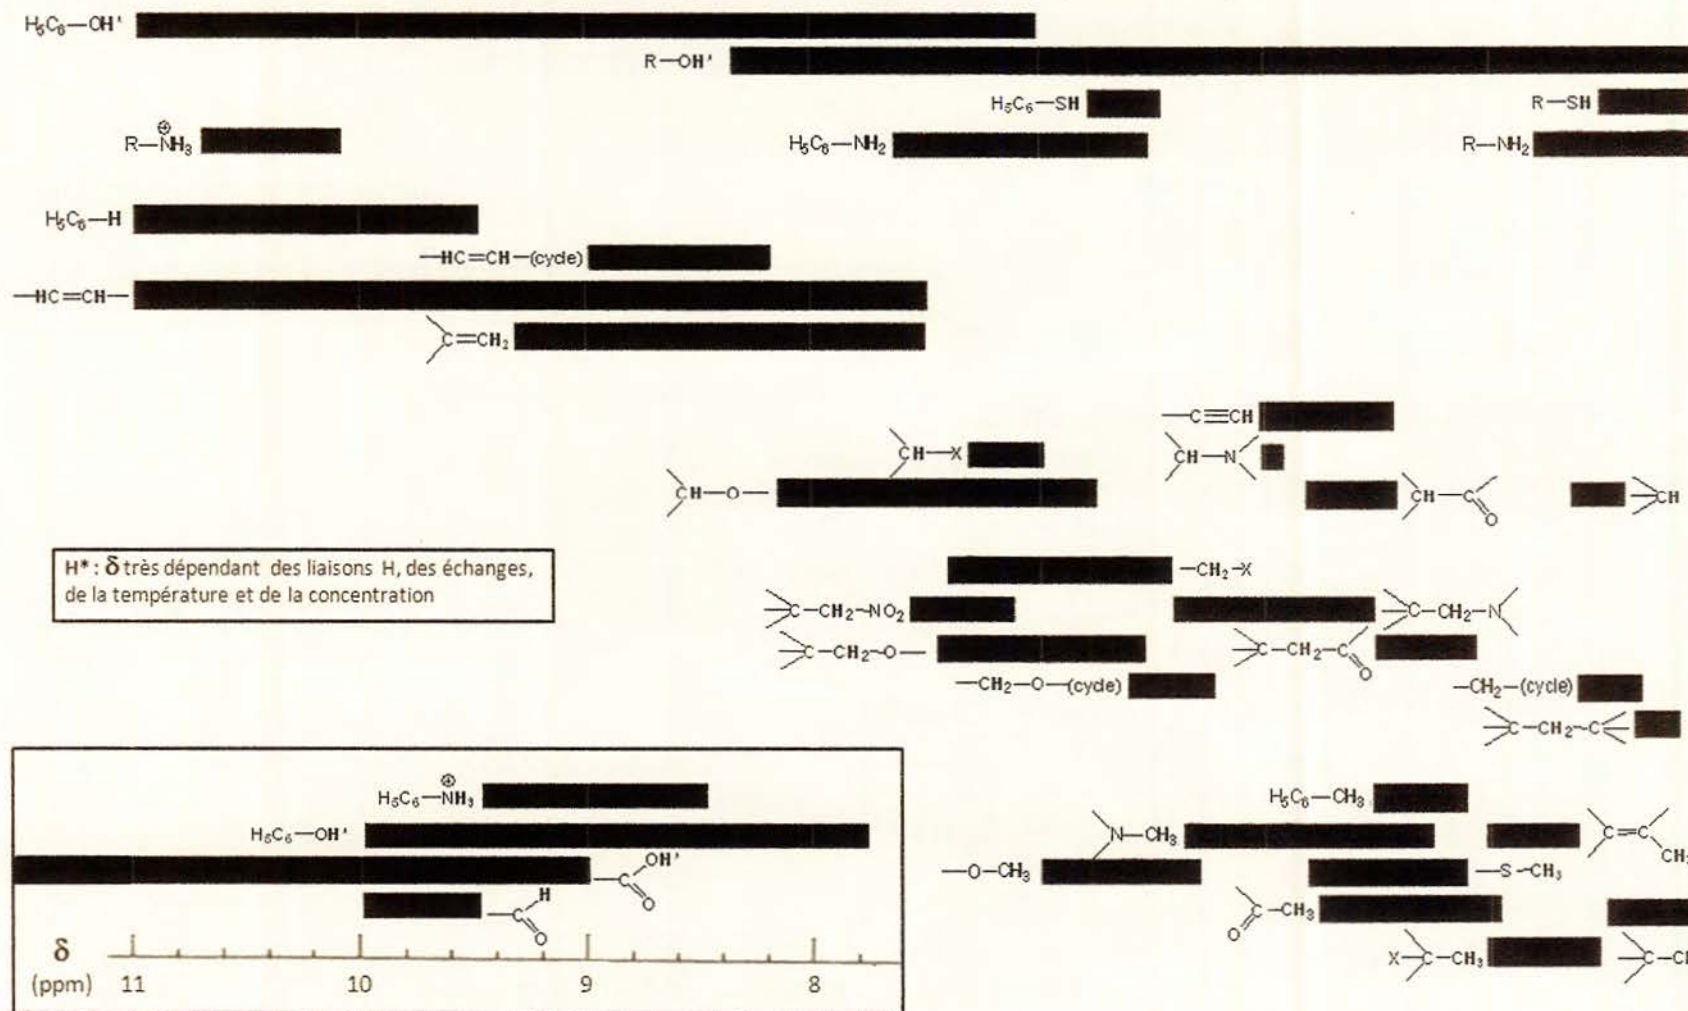 H₅C₆—OH*
R—OH*
H₅C₆—SH
R—SH
R—NH₃
⊕
H₅C₆—NH₂
R—NH₂
H₅C₆—H
—HC=CH—(cycle)
—HC=CH—
C=CH₂
—C≡CH
CH—X
CH—N
CH—O—
CH—C
O
CH
H* : δ très dépendant des liaisons H, des échanges,
de la température et de la concentration
—CH₂—X
C—CH₂—NO₂
C—CH₂—N
C—CH₂—O—
C—CH₂—C
O
—CH₂—O—(cycle)
—CH₂—(cycle)
C—CH₂—C
H₅C₆—NH₃
⊕
H₅C₆—CH₃
H₅C₆—OH*
N—CH₃
C=C
OH*
C
O
—O—CH₃
—S—CH₃
H
C
O
C—CH₃
O
X—C—CH₃
δ
(ppm) 11 10 9 8